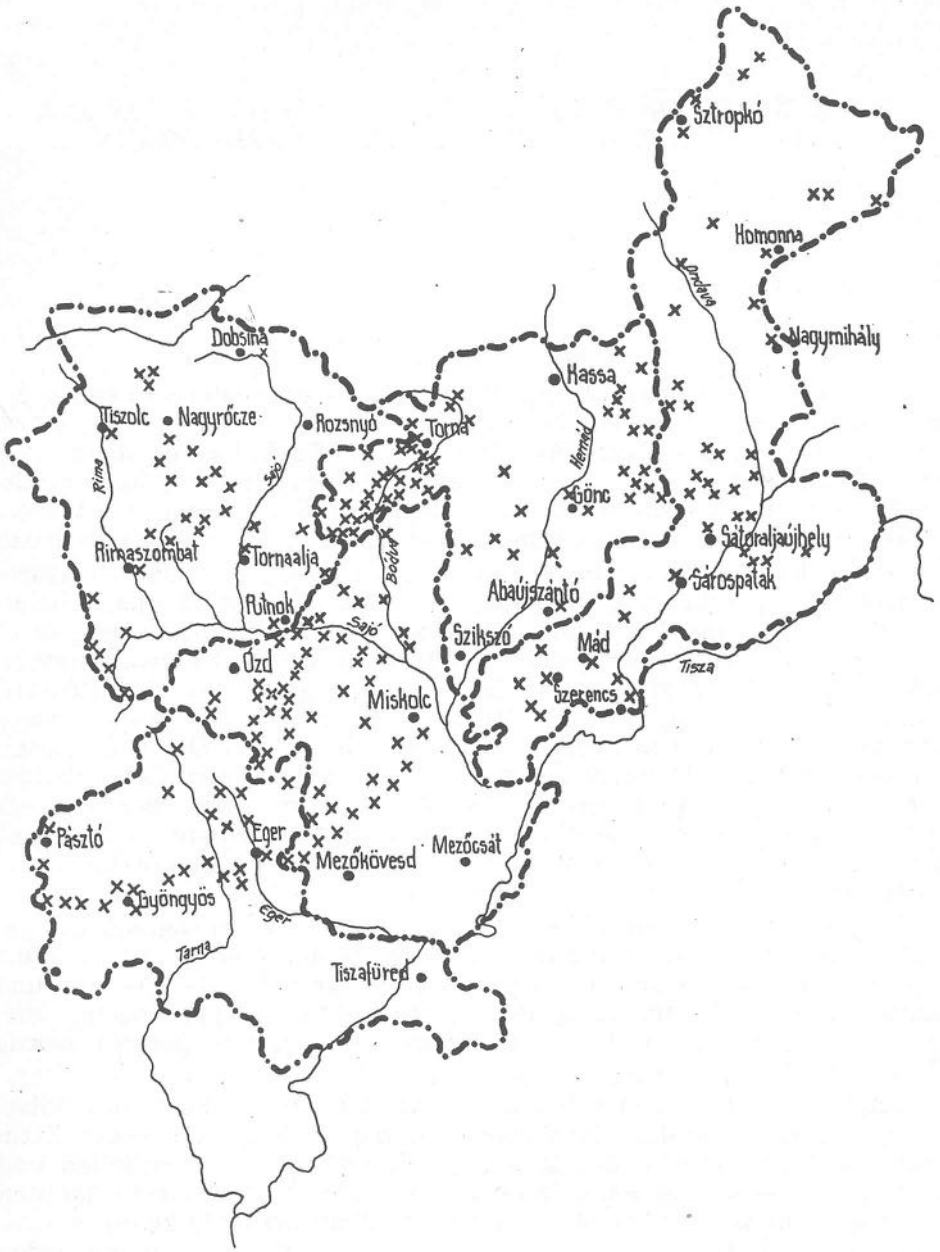 Sztropkó
Homonna
Ondava
Nagymihály
Dobsina
Kassa
Tiszolc
Nagyrőcze
Rozsnyó
Torna
Rima
Sajó
Hernád
Gönc
Rimaszombat
Tornaalja
Bódva
Sátoraljaújhely
Sárospatak
Abaújszántó
Putnok
Sajó
Szikszó
Mád
Tisza
Ózd
Szerencs
Miskolc
Pásztó
Eger
Mezőkövesd
Mezőcsát
Gyöngyös
Eger
Tarna
Tiszafüred